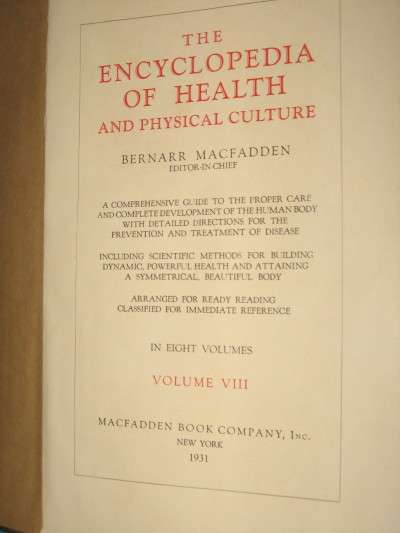 THE
ENCYCLOPEDIA
OF HEALTH
AND PHYSICAL CULTURE
BERNARR MACFADDEN
EDITOR-IN-CHIEF
A COMPREHENSIVE GUIDE TO THE PROPER CARE
AND COMPLETE DEVELOPMENT OF THE HUMAN BODY
WITH DETAILED DIRECTIONS FOR THE
PREVENTION AND TREATMENT OF DISEASE
INCLUDING SCIENTIFIC METHODS FOR BUILDING
DYNAMIC, POWERFUL HEALTH AND ATTAINING
A SYMMETRICAL, BEAUTIFUL BODY
ARRANGED FOR READY READING
CLASSIFIED FOR IMMEDIATE REFERENCE
IN EIGHT VOLUMES
VOLUME VIII
MACFADDEN BOOK COMPANY, Inc.
NEW YORK
1931